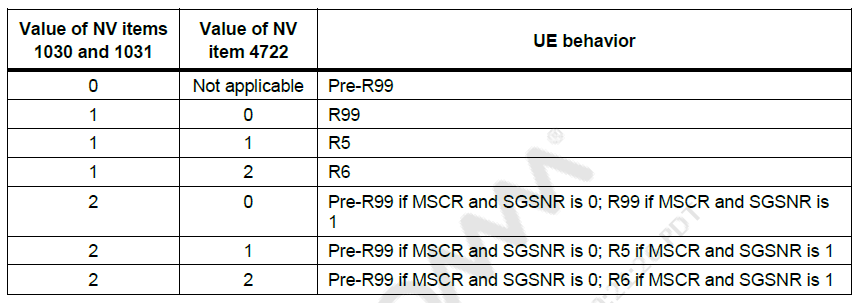 Value of NV items Value of NV UE behavior
1030 and 1031 item 4722
0 Not applicable Pre-R99
1 0 R99
1 1 R5
1 2 R6
2 0 Pre-R99 if MSCR and SGSNR is 0; R99 if MSCR and SGSNR is
1
2 1 Pre-R99 if MSCR and SGSNR is 0; R5 if MSCR and SGSNR is 1
2 2 Pre-R99 if MSCR and SGSNR is 0; R6 if MSCR and SGSNR is 1
®
PDT